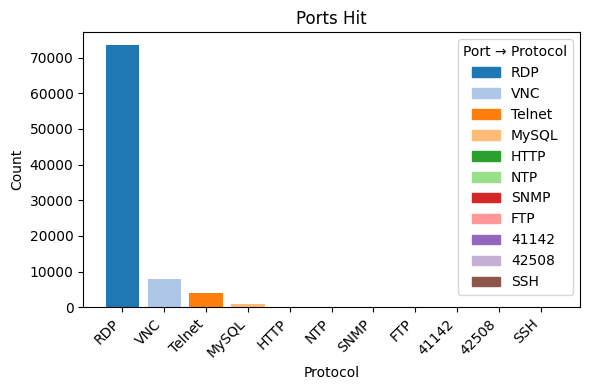 Ports Hit
Count
70000
60000
50000
40000
30000
20000
10000
0
RDP
VNC
Telnet
MySQL
HTTP
NTP
SNMP
FTP
41142
42508
SSH
Protocol
Port → Protocol
RDP
VNC
Telnet
MySQL
HTTP
NTP
SNMP
FTP
41142
42508
SSH